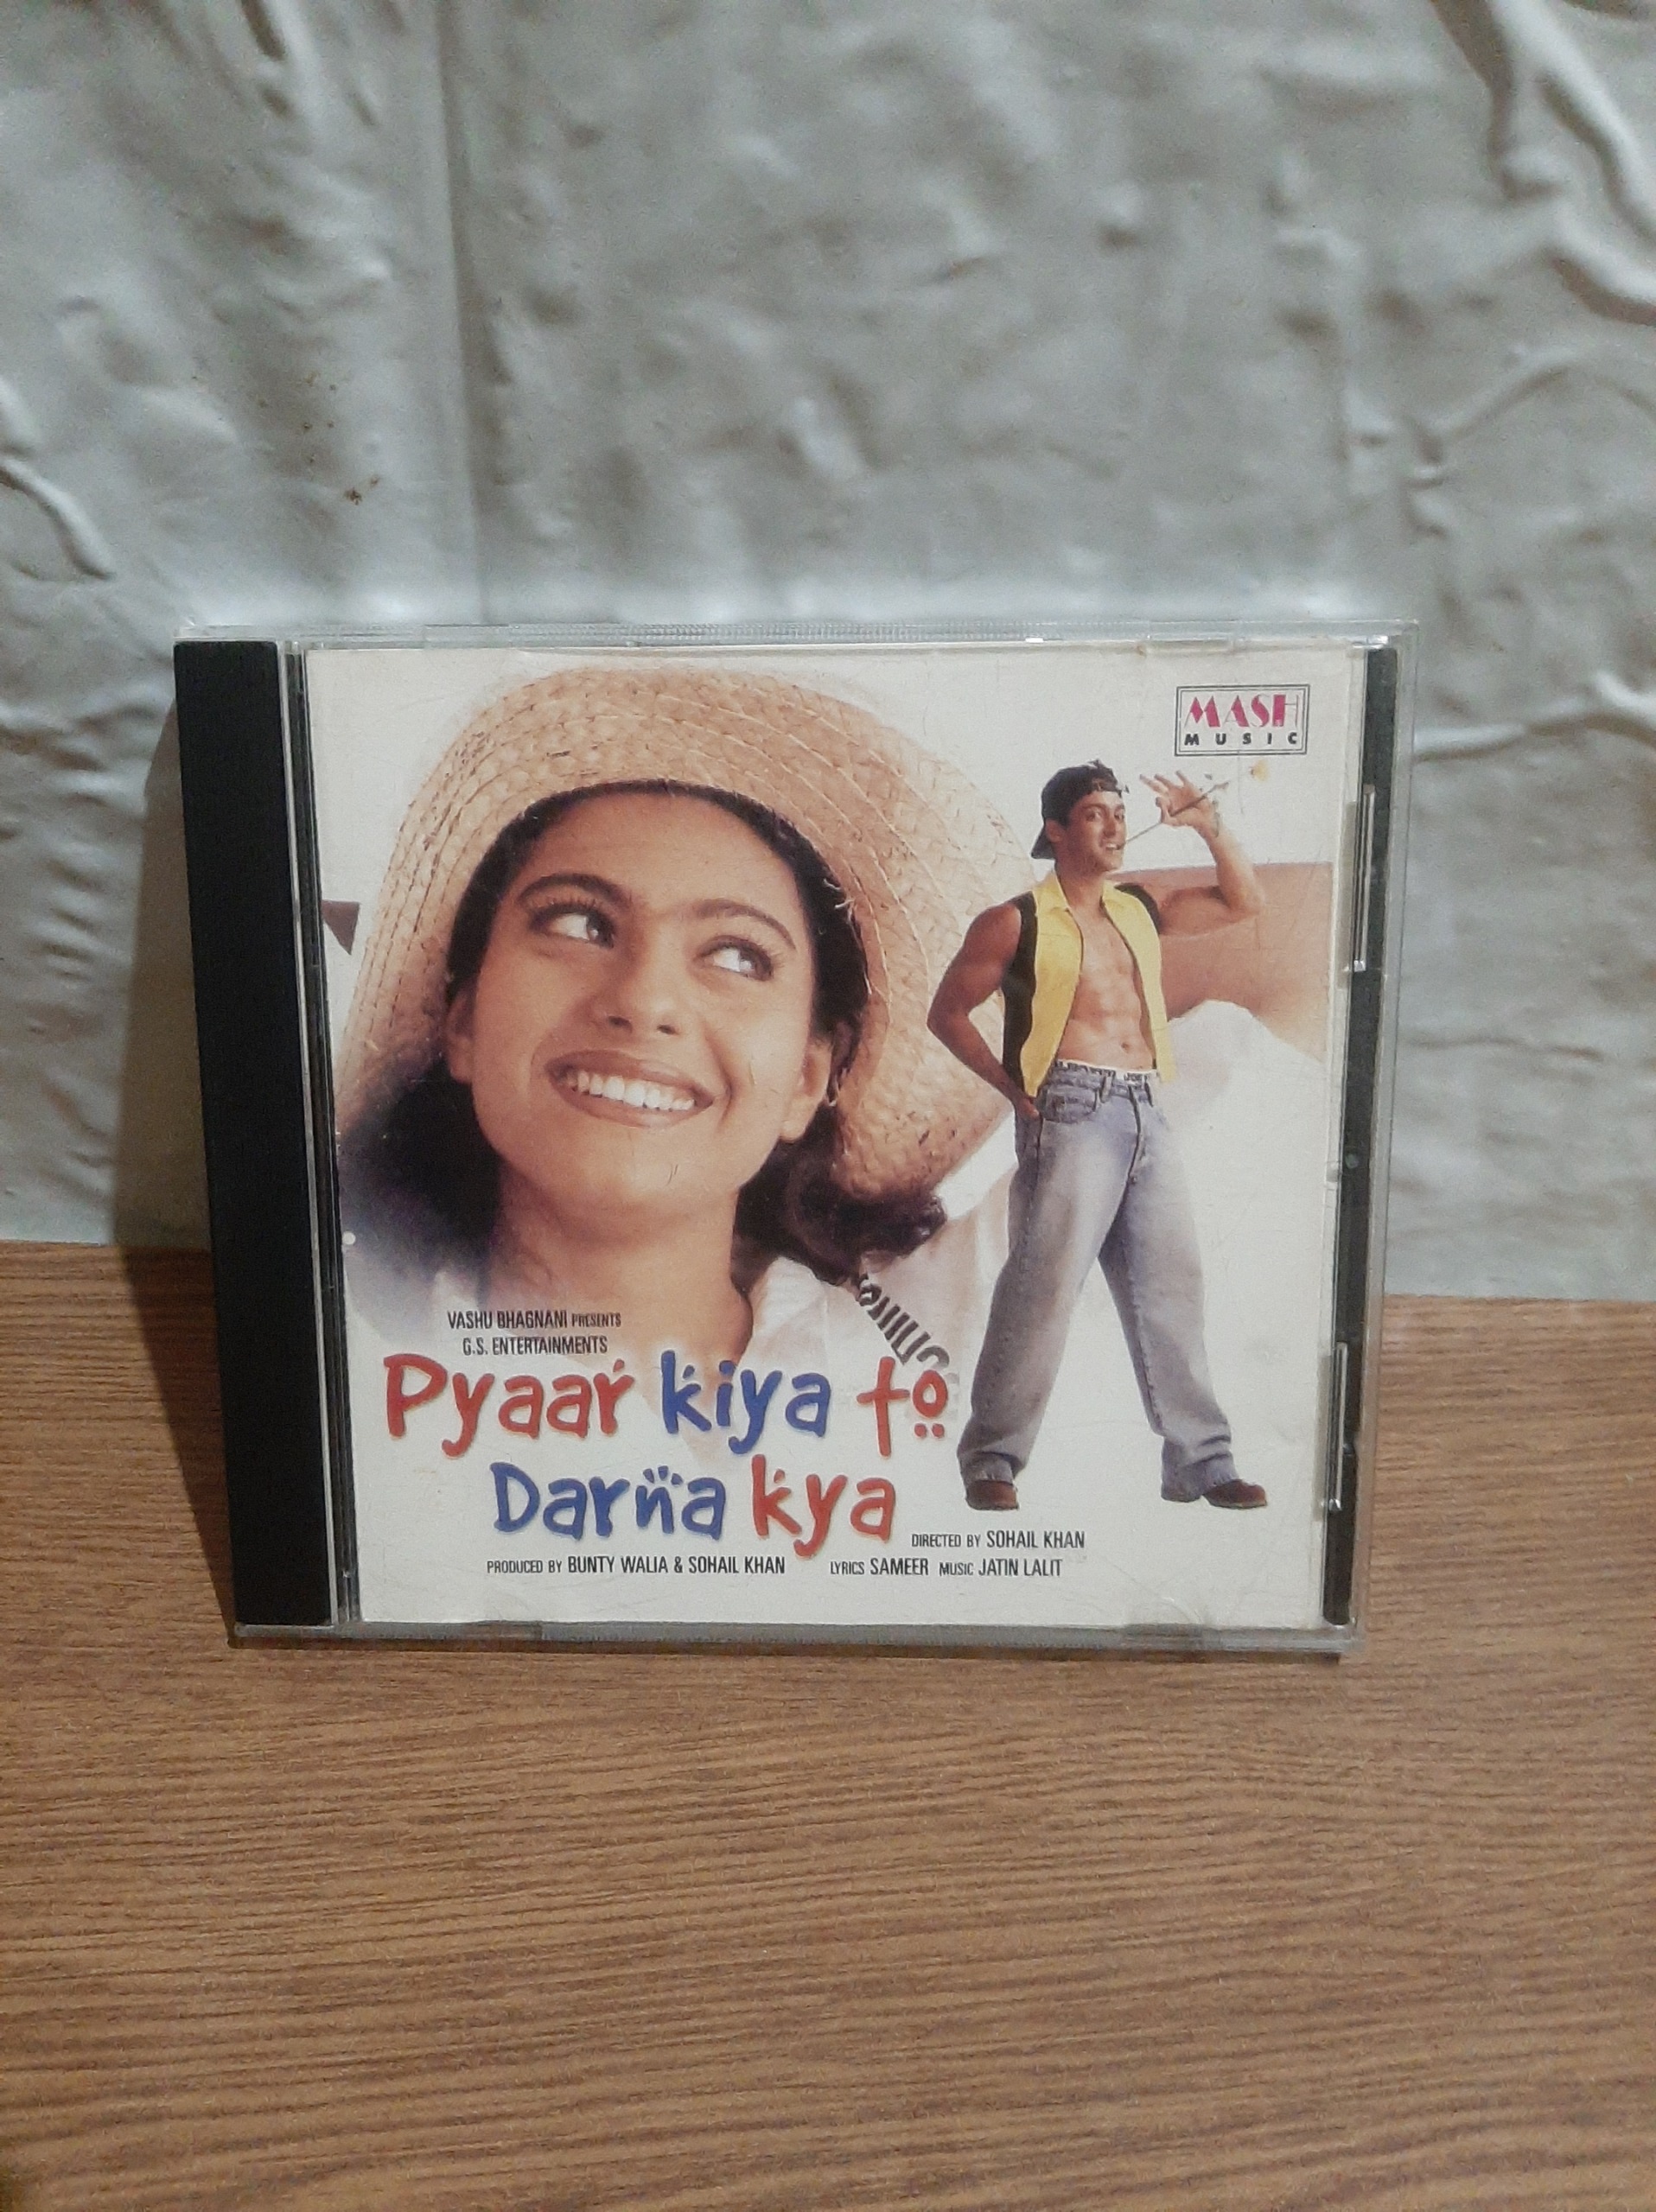 MASH
MUSIC
VASHU BHAGNANI PRESENTS
G.S. ENTERTAINMENTS
Pyaar kiya to
Darna kya
DIRECTED BY SOHAIL KHAN
PRODUCED BY BUNTY WALIA & SOHAIL KHAN LYRICS SAMEER MUSIC JATIN LALIT